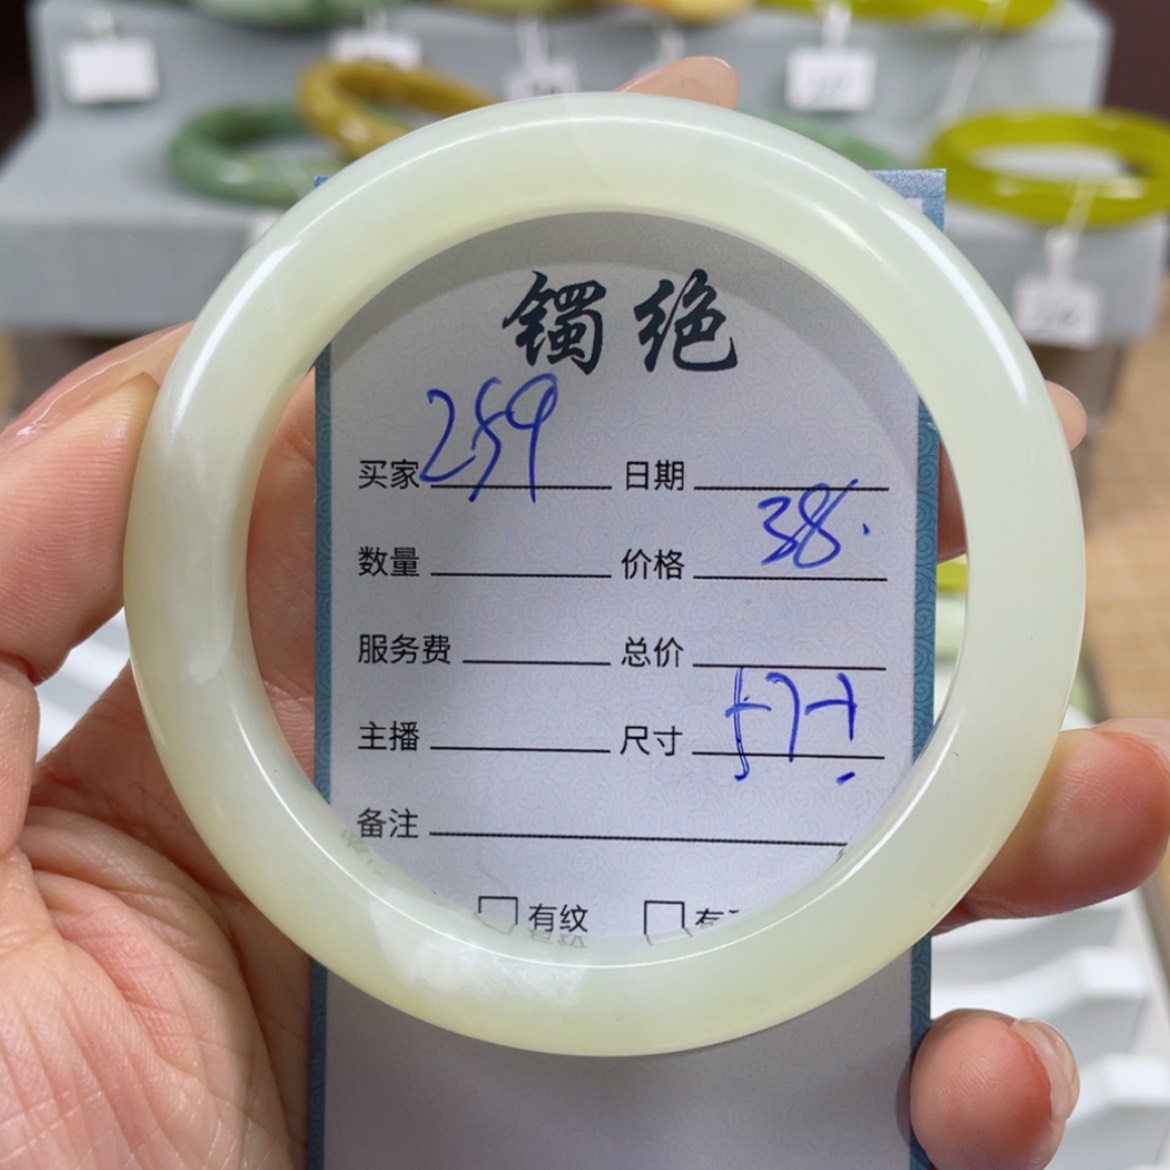 镯绝
买家 259 日期
数量 价格 38.
服务费 总价
主播 尺寸 57
备注
有纹 有